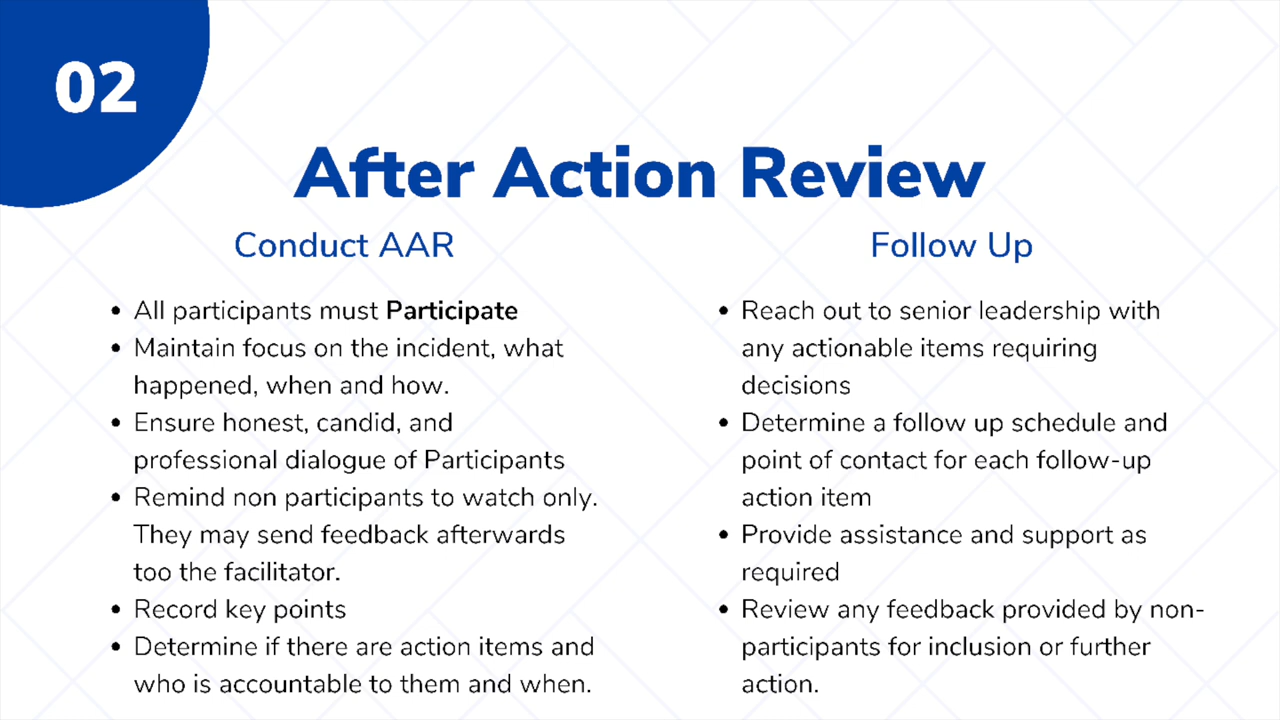 02
After Action Review
Conduct AAR
All participants must Participate
Maintain focus on the incident, what
happened, when and how.
Ensure honest, candid, and
professional dialogue of Participants
Remind non participants to watch only.
They may send feedback afterwards
too the facilitator.
Record key points
Determine if there are action items and
who is accountable to them and when.
Follow Up
Reach out to senior leadership with
any actionable items requiring
decisions
Determine a follow up schedule and
point of contact for each follow-up
action item
Provide assistance and support as
required
Review any feedback provided by non-
participants for inclusion or further
action.